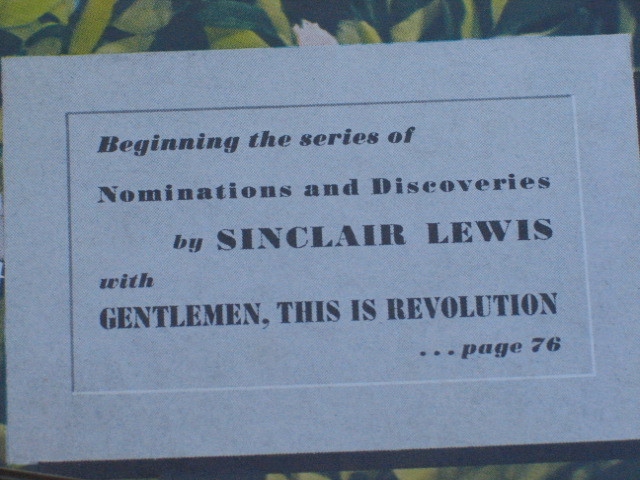 Beginning the series of
Nominations and Discoveries
by SINCLAIR LEWIS
with
GENTLEMEN, THIS IS REVOLUTION
...page 76